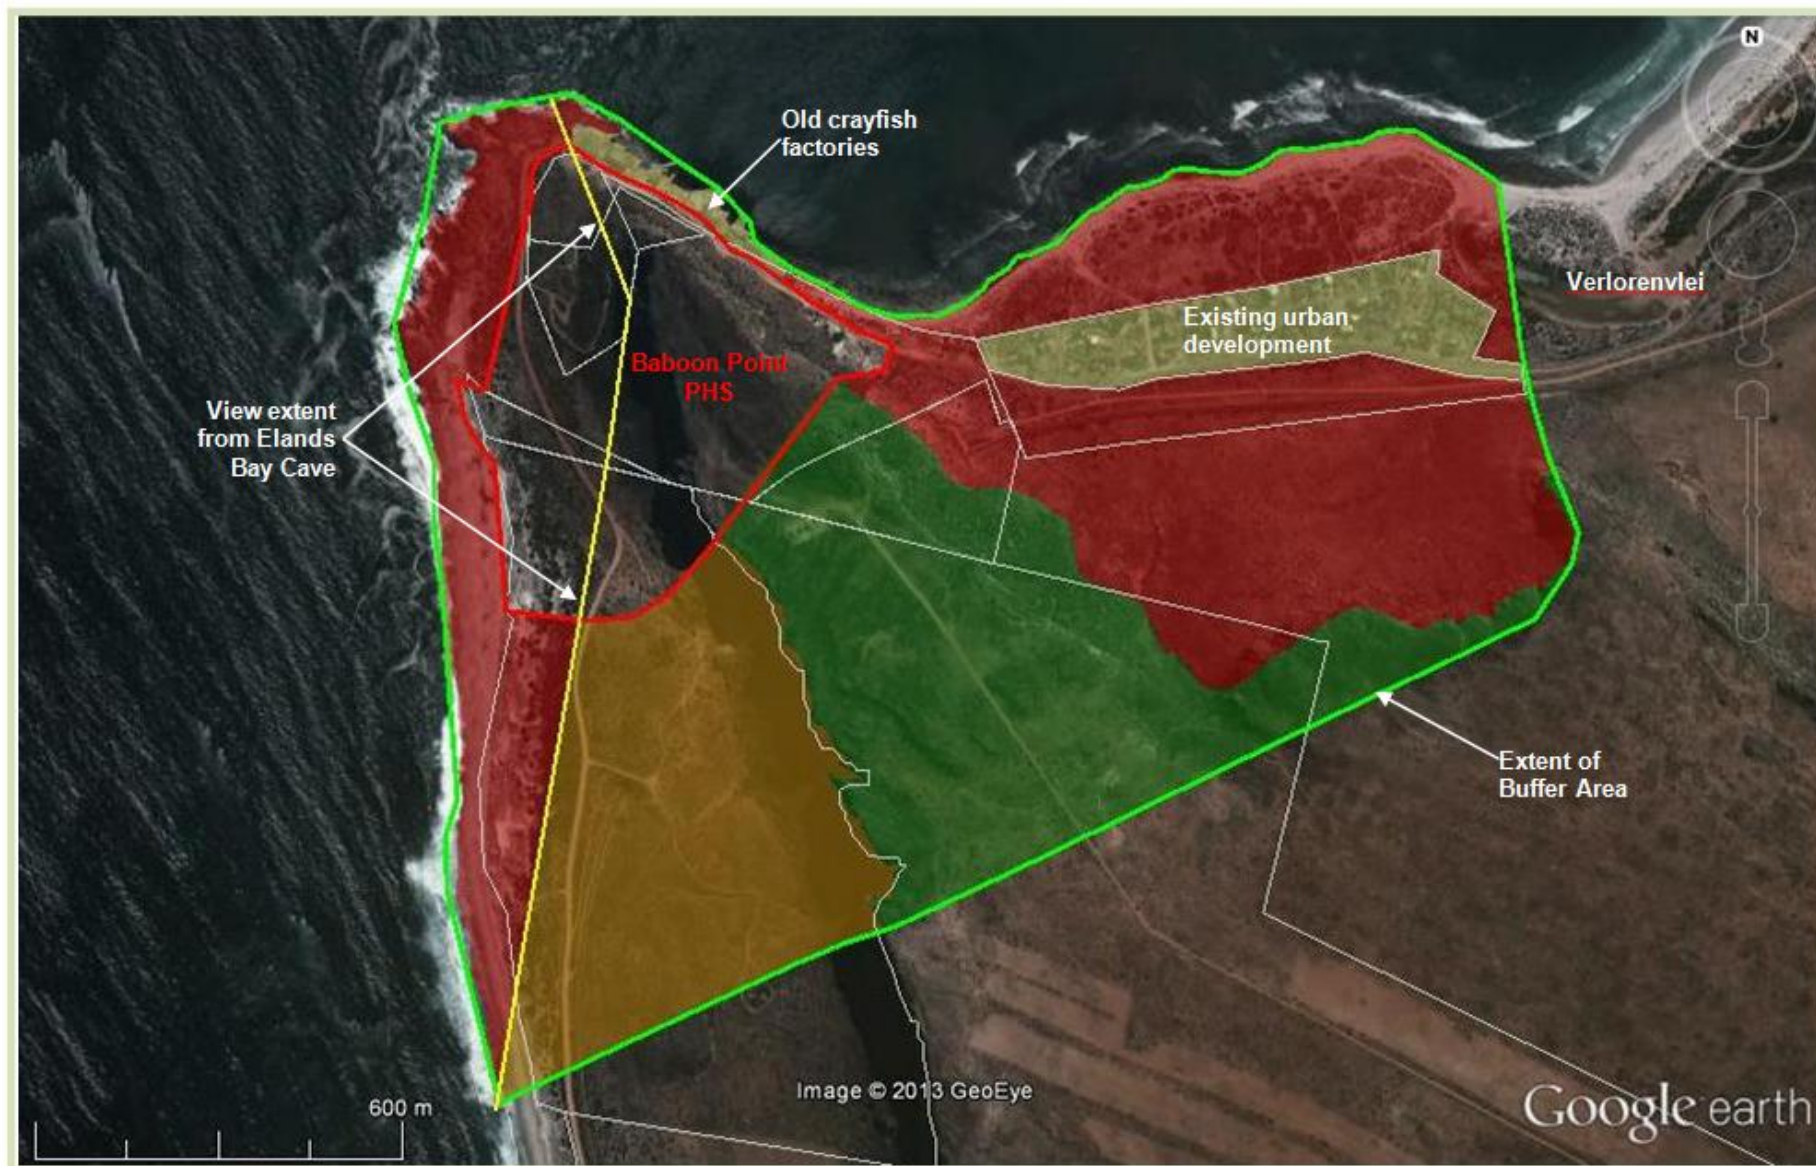 N
Old crayfish
factories
Verlorenvlei
Existing urban
development
Baboon Point
PHS
View extent
from Elands
Bay Cave
Extent of
Buffer Area
Image © 2013 GeoEye
600 m
Google earth